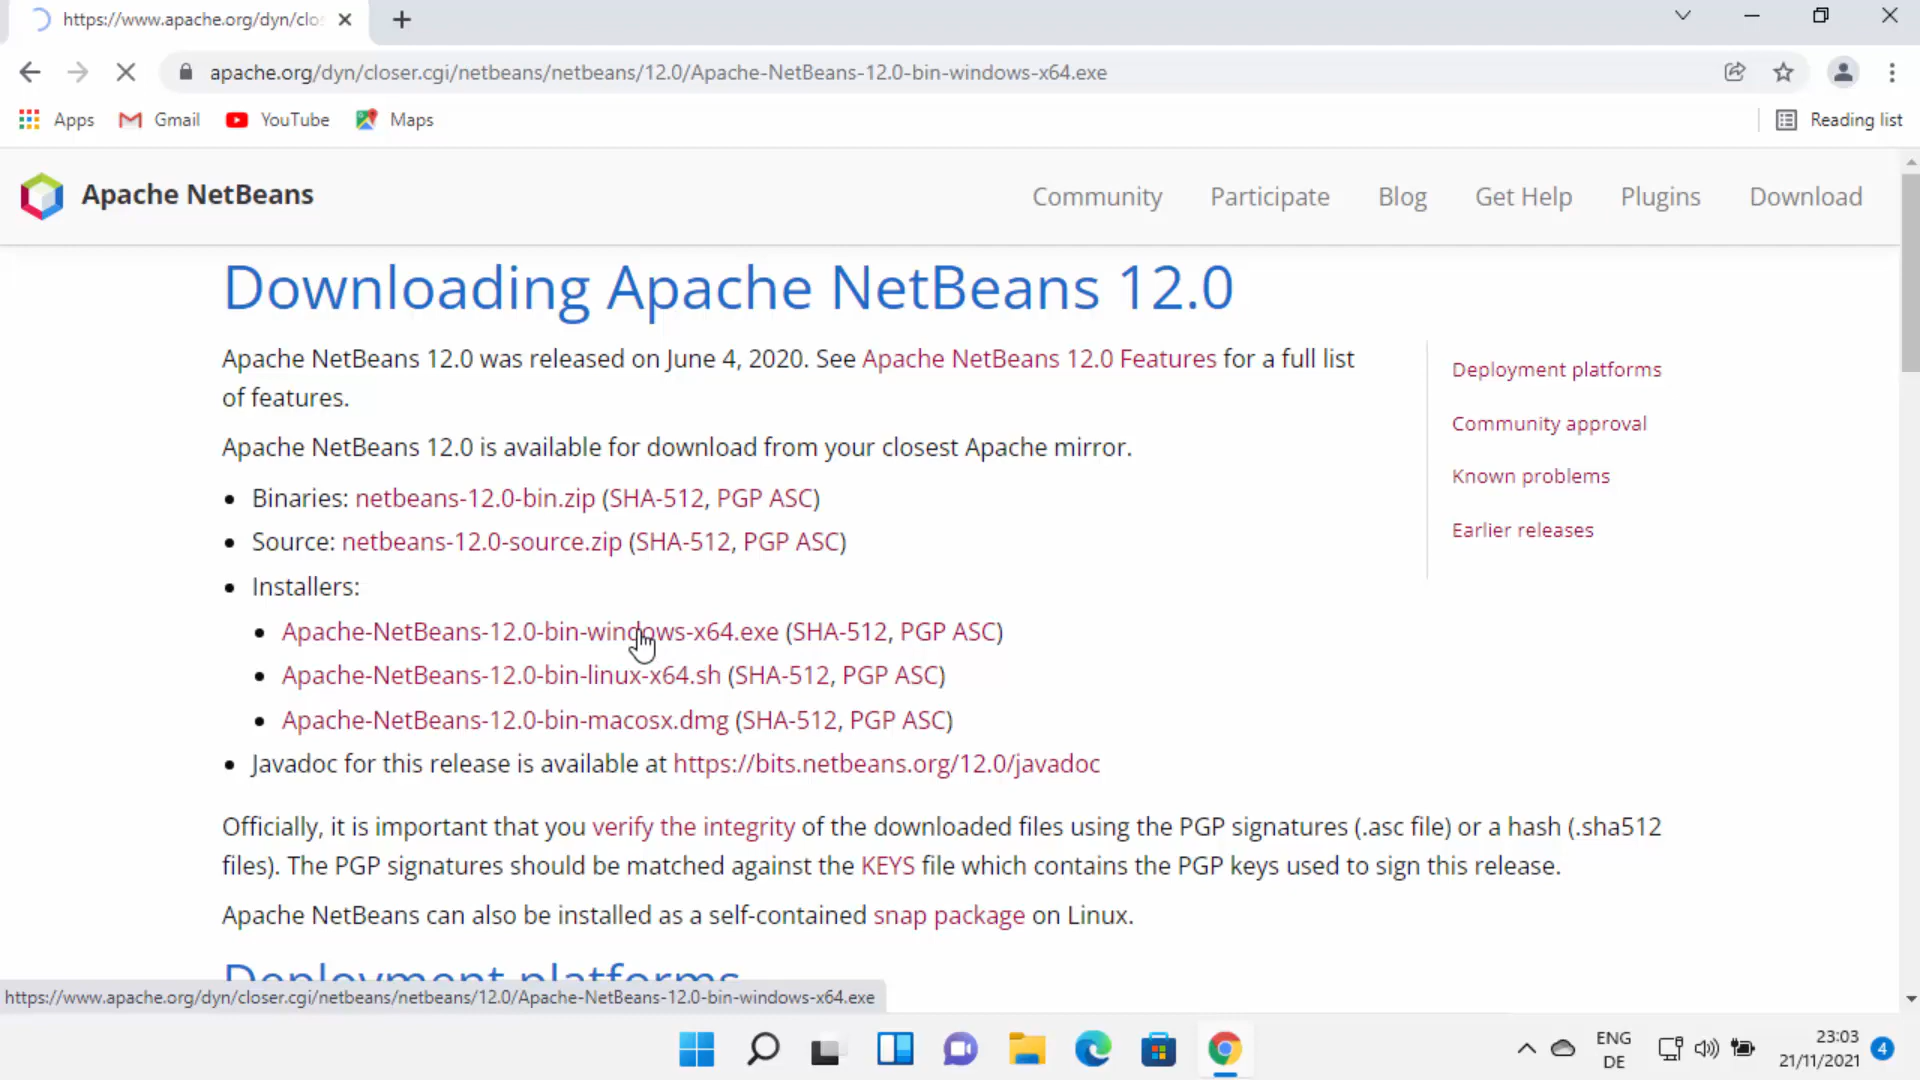 https://www.apache.org/dyn/clo
apache.org/dyn/closer.cgi/netbeans/netbeans/12.0/Apache-NetBeans-12.0-bin-windows-x64.exe
Apps Gmail YouTube Maps Reading list
Apache NetBeans Community Participate Blog Get Help Plugins Download
Downloading Apache NetBeans 12.0
Apache NetBeans 12.0 was released on June 4, 2020. See Apache NetBeans 12.0 Features for a full list
of features.
Apache NetBeans 12.0 is available for download from your closest Apache mirror.
• Binaries: netbeans-12.0-bin.zip (SHA-512, PGP ASC)
• Source: netbeans-12.0-source.zip (SHA-512, PGP ASC)
• Installers:
• Apache-NetBeans-12.0-bin-windows-x64.exe (SHA-512, PGP ASC)
• Apache-NetBeans-12.0-bin-linux-x64.sh (SHA-512, PGP ASC)
• Apache-NetBeans-12.0-bin-macosx.dmg (SHA-512, PGP ASC)
• Javadoc for this release is available at https://bits.netbeans.org/12.0/javadoc
Officially, it is important that you verify the integrity of the downloaded files using the PGP signatures (.asc file) or a hash (.sha512
files). The PGP signatures should be matched against the KEYS file which contains the PGP keys used to sign this release.
Apache NetBeans can also be installed as a self-contained snap package on Linux.
Deployment platforms
Deployment platforms
Community approval
Known problems
Earlier releases
https://www.apache.org/dyn/closer.cgi/netbeans/netbeans/12.0/Apache-NetBeans-12.0-bin-windows-x64.exe
ENG
DE
23:03
21/11/2021
4